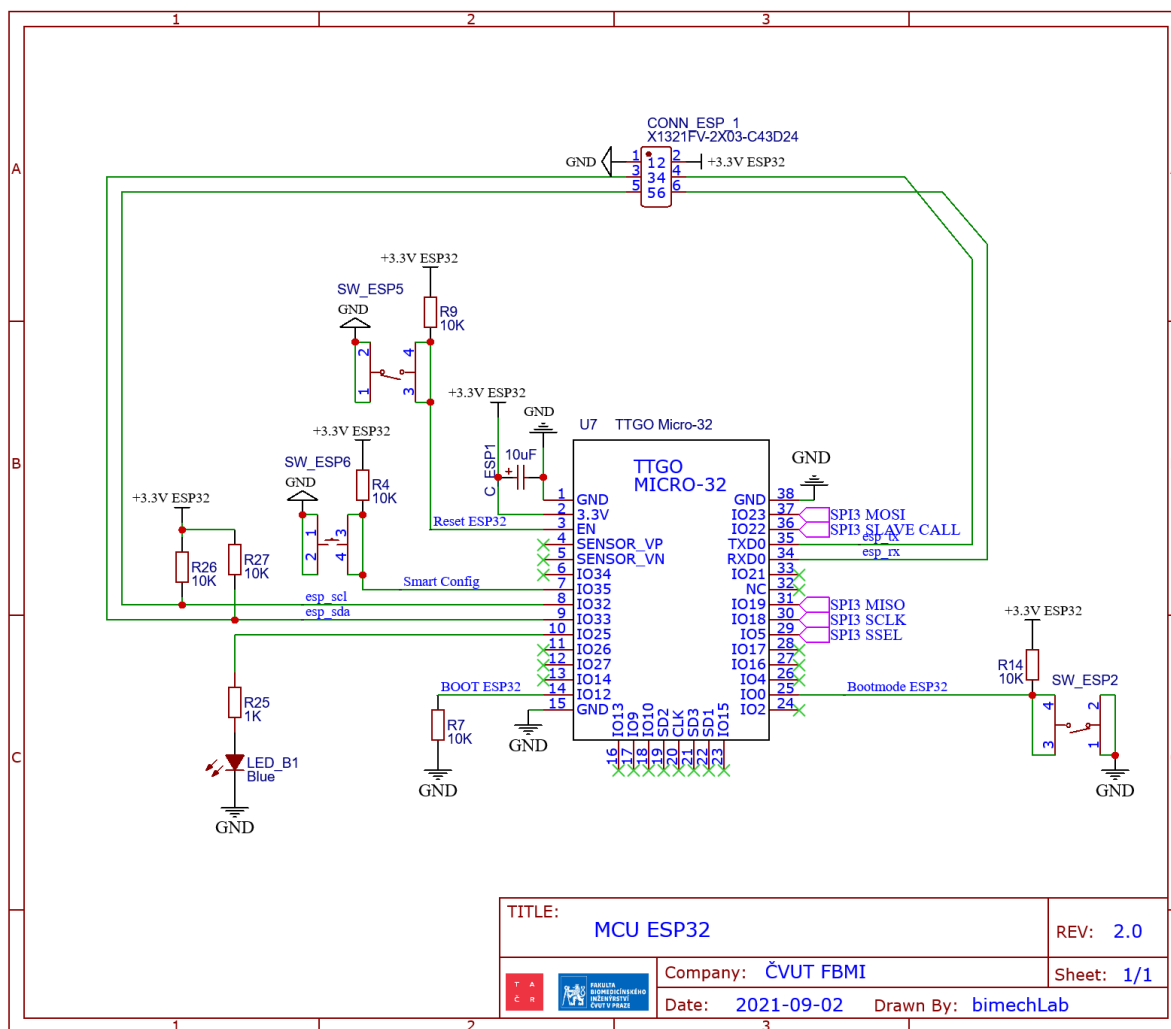 1
2
3
A
B
C
CONN_ESP_1
X1321FV-2X03-C43D24
GND
1
3
5
12
34
56
2
4
6
+3.3V ESP32
+3.3V ESP32
SW_ESP5
GND
R9
10K
2
1
4
3
+3.3V ESP32
GND
C_ESP1
10uF
+
U7 TTGO Micro-32
TTGO
MICRO-32
+3.3V ESP32
SW_ESP6
GND
R4
10K
1
2
3
4
+3.3V ESP32
R26
10K
R27
10K
Reset ESP32
Smart Config
esp_scl
esp_sda
BOOT ESP32
1 GND
2 3.3V
3 EN
4 SENSOR_VP
5 SENSOR_VN
6 IO34
7 IO35
8 IO32
9 IO33
10 IO25
11 IO26
12 IO27
13 IO14
14 IO12
15 GND
16 IO13
17 IO9
18 IO10
19 SD2
20 CLK
21 SD3
22 SD1
23 IO15
GND
GND 38
IO23 37 SPI3 MOSI
IO22 36 SPI3 SLAVE CALL
TXD0 35 esp_tx
RXD0 34 esp_rx
IO21 33
NC 32
IO19 31 SPI3 MISO
IO18 30 SPI3 SCLK
IO5 29 SPI3 SSEL
IO17 28
IO16 27
IO4 26
IO0 25 Bootmode ESP32
IO2 24
+3.3V ESP32
R14
10K
SW_ESP2
4
3
2
1
GND
R25
1K
LED_B1
Blue
GND
R7
10K
GND
GND
TITLE:
MCU ESP32
REV: 2.0
T A
Č R
FAKULTA
BIOMEDICÍNSKÉHO
INŽENÝRSTVÍ
ČVUT V PRAZE
Company: ČVUT FBMI
Sheet: 1/1
Date: 2021-09-02 Drawn By: bimechLab
1
2
3